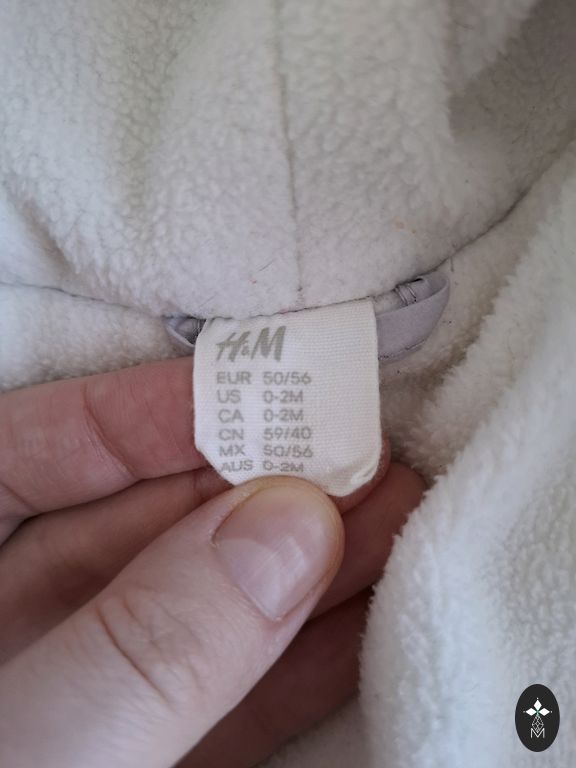 H&M
EUR 50/56
US 0-2M
CA 0-2M
CN 59/40
MX 50/56
AUS 0-2M
M